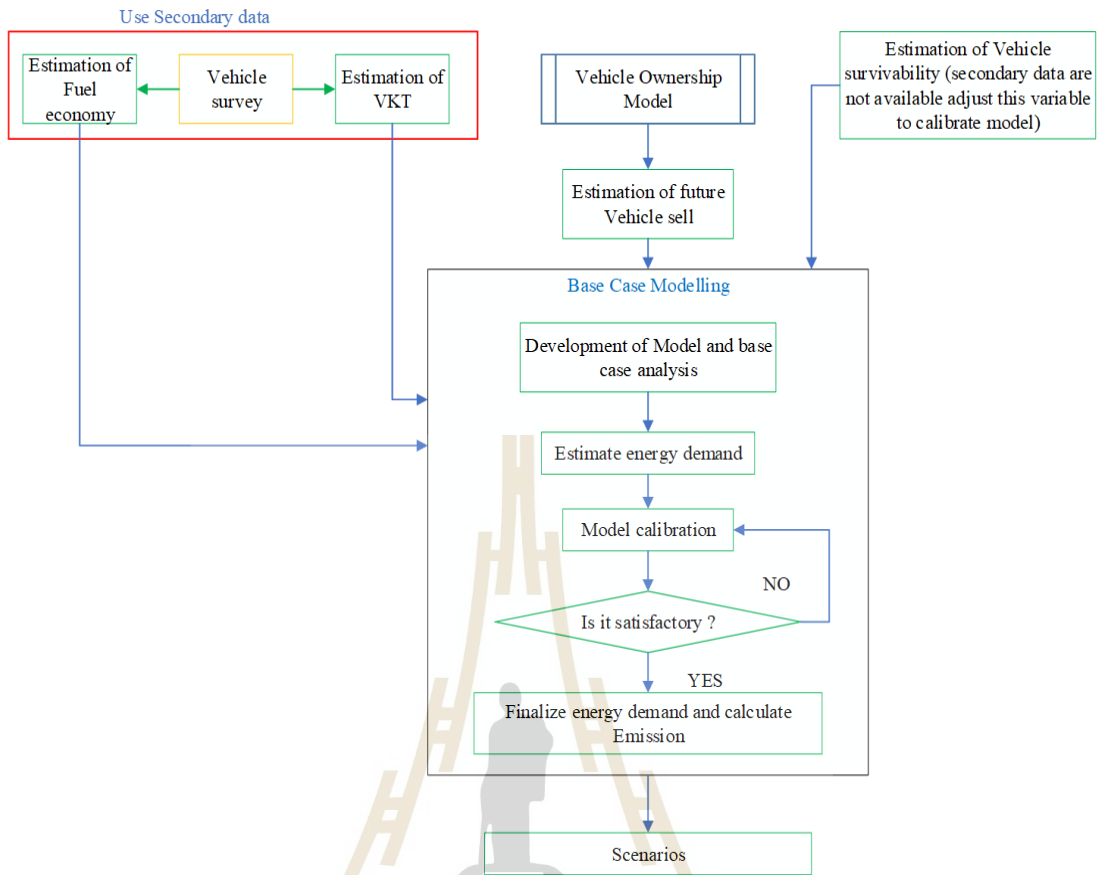 Use Secondary data
Estimation of
Fuel
economy
Vehicle
survey
Estimation of
VKT
Vehicle Ownership
Model
Estimation of Vehicle
survivability (secondary data are
not available adjust this variable
to calibrate model)
Estimation of future
Vehicle sell
Base Case Modelling
Development of Model and base
case analysis
Estimate energy demand
Model calibration
NO
Is it satisfactory ?
YES
Finalize energy demand and calculate
Emission
Scenarios